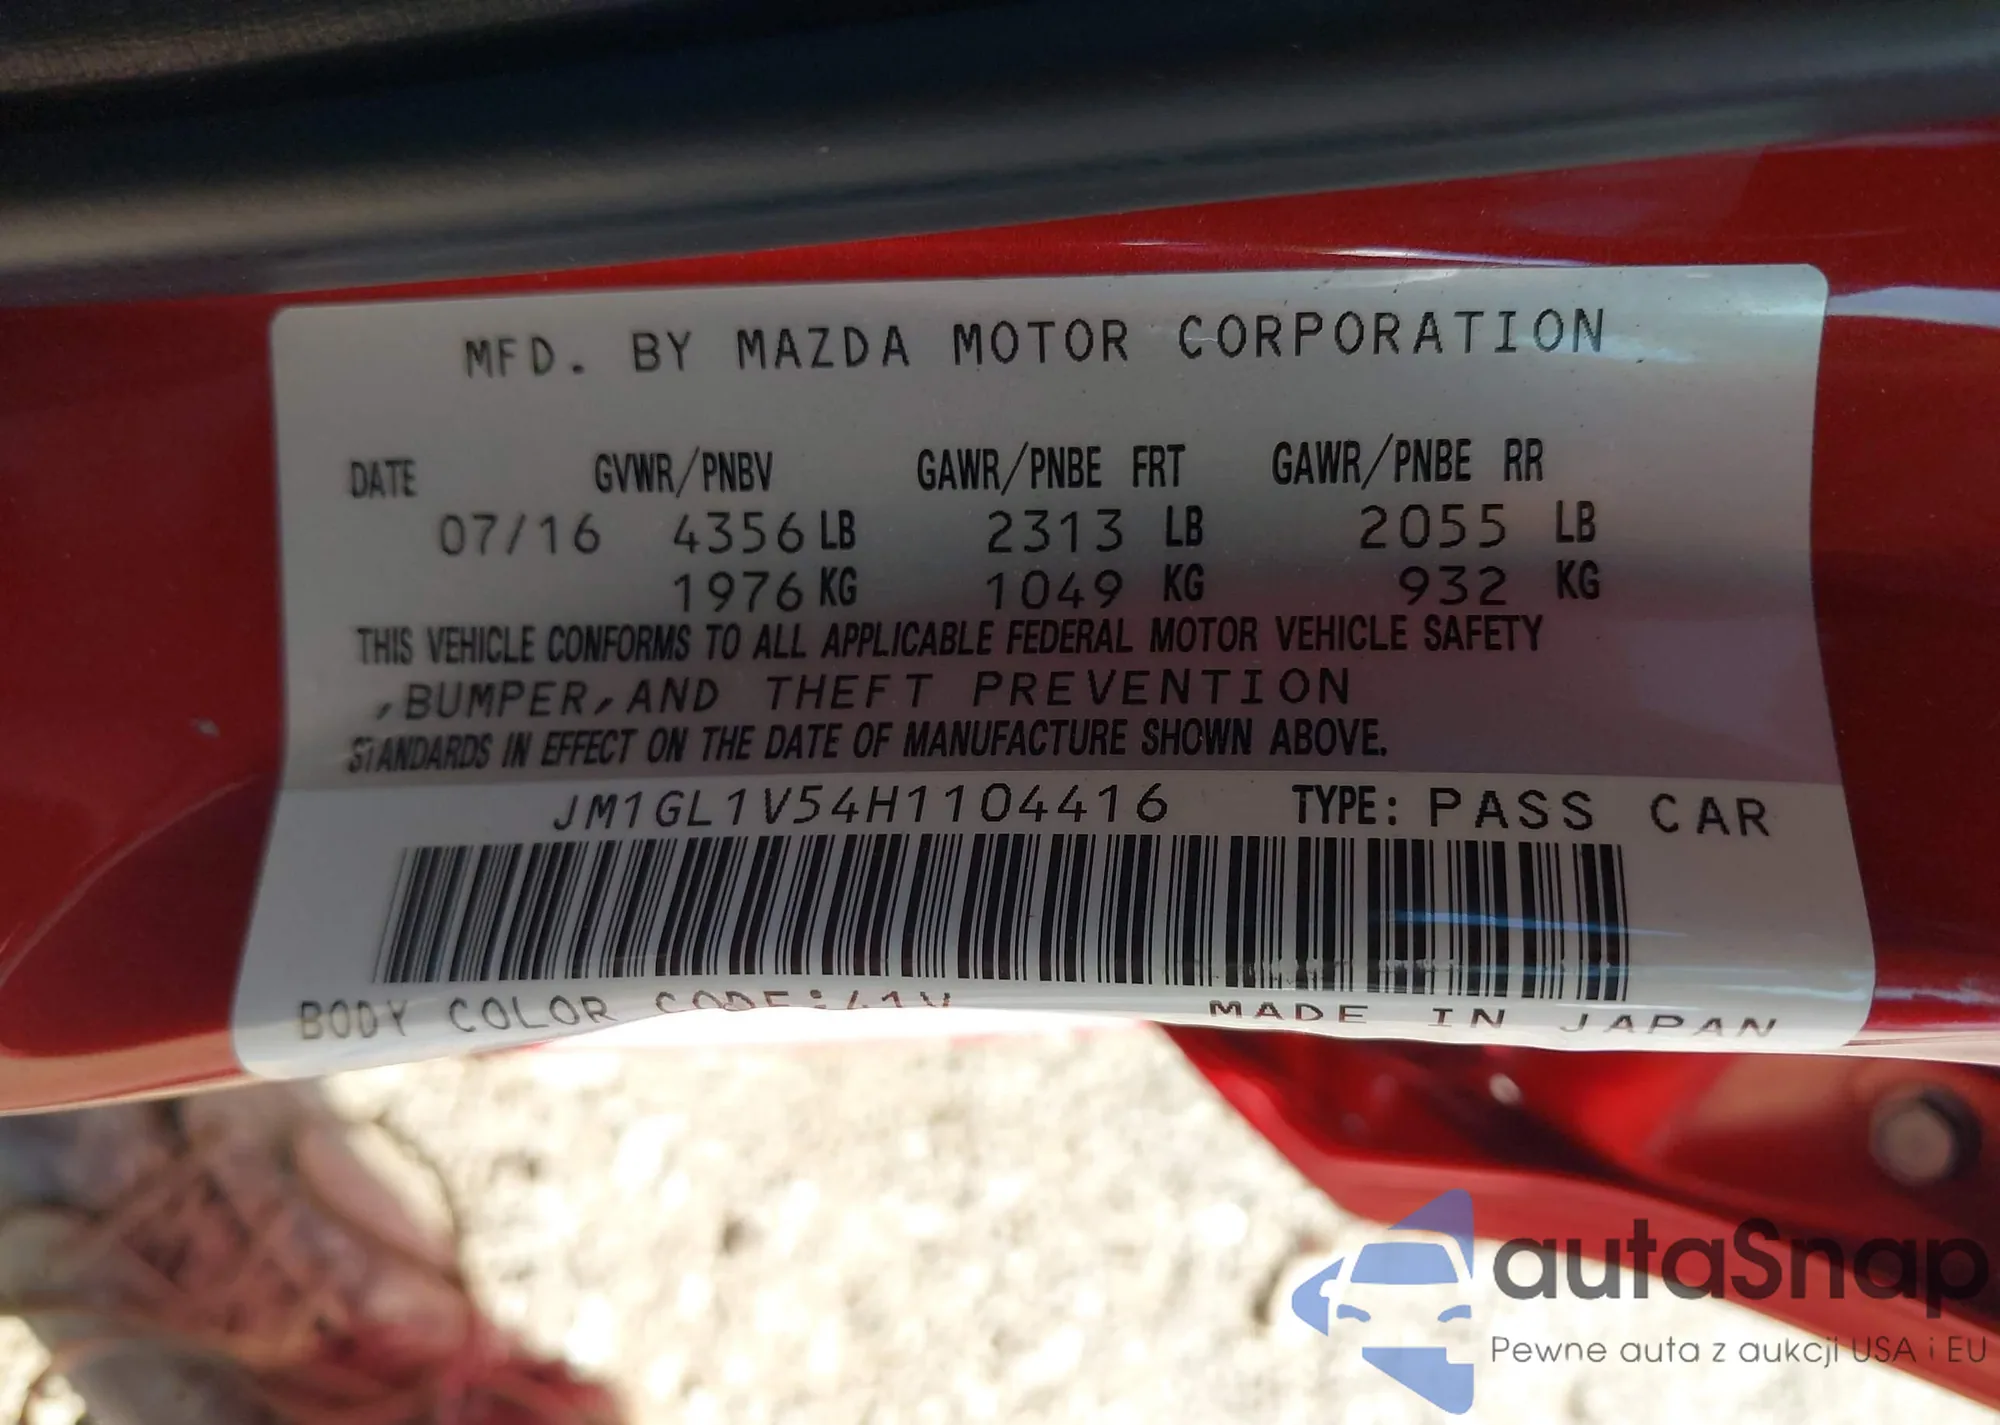 MFD. BY MAZDA MOTOR CORPORATION
DATE GVWR/PNBV GAWR/PNBE FRT GAWR/PNBE RR
07/16 4356 LB 2313 LB 2055 LB
1976 KG 1049 KG 932 KG
THIS VEHICLE CONFORMS TO ALL APPLICABLE FEDERAL MOTOR VEHICLE SAFETY
,BUMPER,AND THEFT PREVENTION
STANDARDS IN EFFECT ON THE DATE OF MANUFACTURE SHOWN ABOVE.
JM1GL1V54H1104416 TYPE: PASS CAR
BODY COLOR CODE:41V MADE IN JAPAN
autaSnap
Pewne auta z aukcji USA i EU